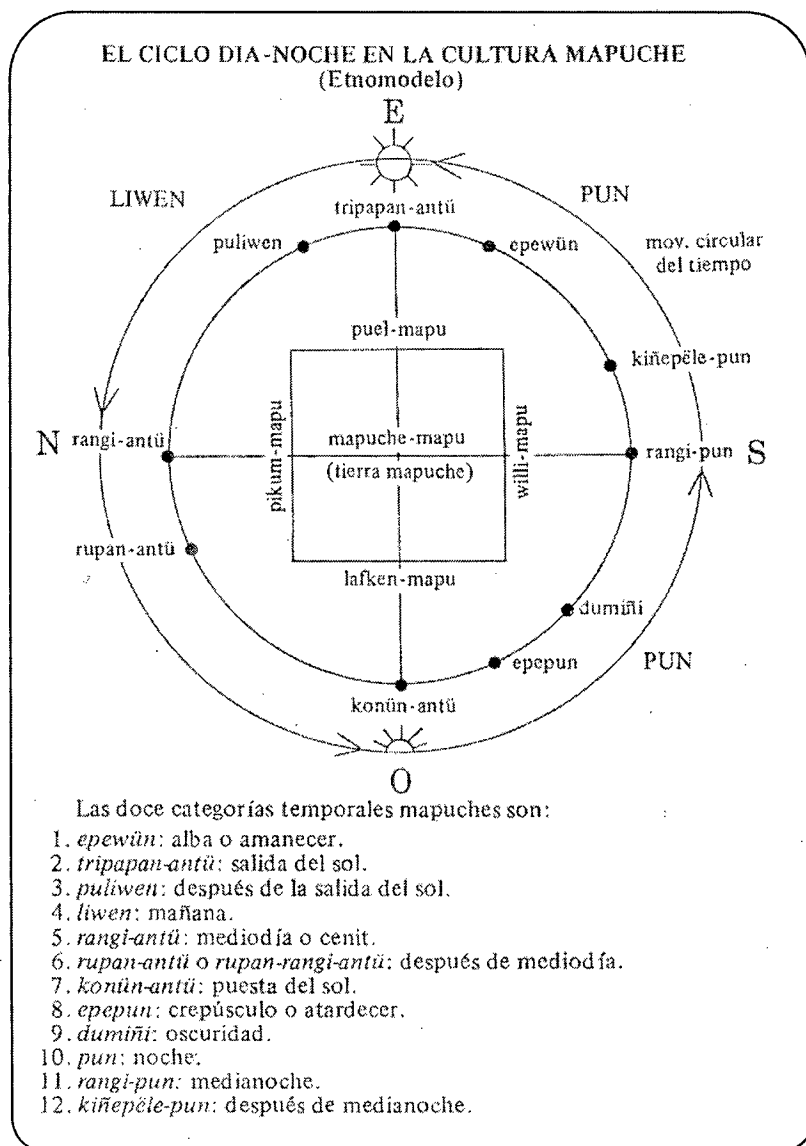 EL CICLO DIA-NOCHE EN LA CULTURA MAPUCHE
(Etnomodelo)
E
LIWEN
PUN
tripapan-antü
puliwen
epewün
mov. circular
del tiempo
puel-mapu
kiñepële-pun
N
rangi-antü
pikum-mapu
mapuche-mapu
(tierra mapuche)
willi-mapu
rangi-pun
S
rupan-antü
lafken-mapu
dumiñi
epepun
PUN
konün-antü
O
Las doce categorías temporales mapuches son:
1. epewün: alba o amanecer.
2. tripapan-antü: salida del sol.
3. puliwen: después de la salida del sol.
4. liwen: mañana.
5. rangi-antü: mediodía o cenit.
6. rupan-antü o rupan-rangi-antü: después de mediodía.
7. konün-antü: puesta del sol.
8. epepun: crepúsculo o atardecer.
9. dumiñi: oscuridad.
10. pun: noche.
11. rangi-pun: medianoche.
12. kiñepële-pun: después de medianoche.